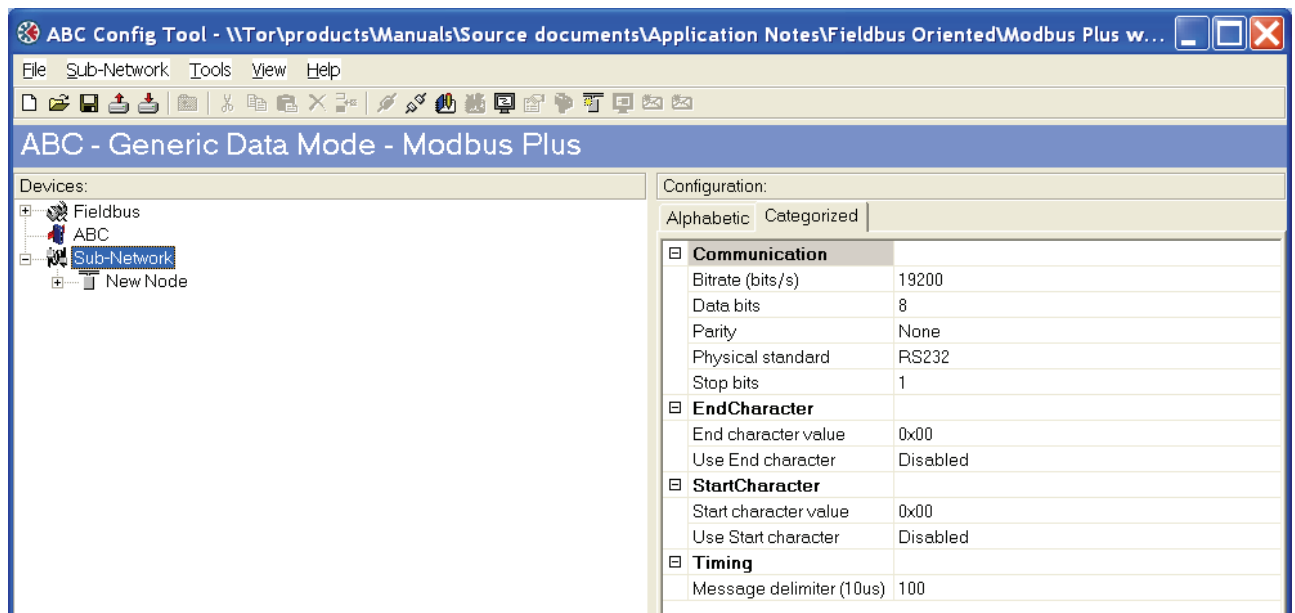 ABC Config Tool - \\Tor\products\Manuals\Source documents\Application Notes\Fieldbus Oriented\Modbus Plus w...
File Sub-Network Tools View Help
ABC - Generic Data Mode - Modbus Plus
Devices:
Fieldbus
ABC
Sub-Network
New Node
Configuration:
Alphabetic Categorized
Communication
Bitrate (bits/s) 19200
Data bits 8
Parity None
Physical standard RS232
Stop bits 1
EndCharacter
End character value 0x00
Use End character Disabled
StartCharacter
Start character value 0x00
Use Start character Disabled
Timing
Message delimiter (10us) 100